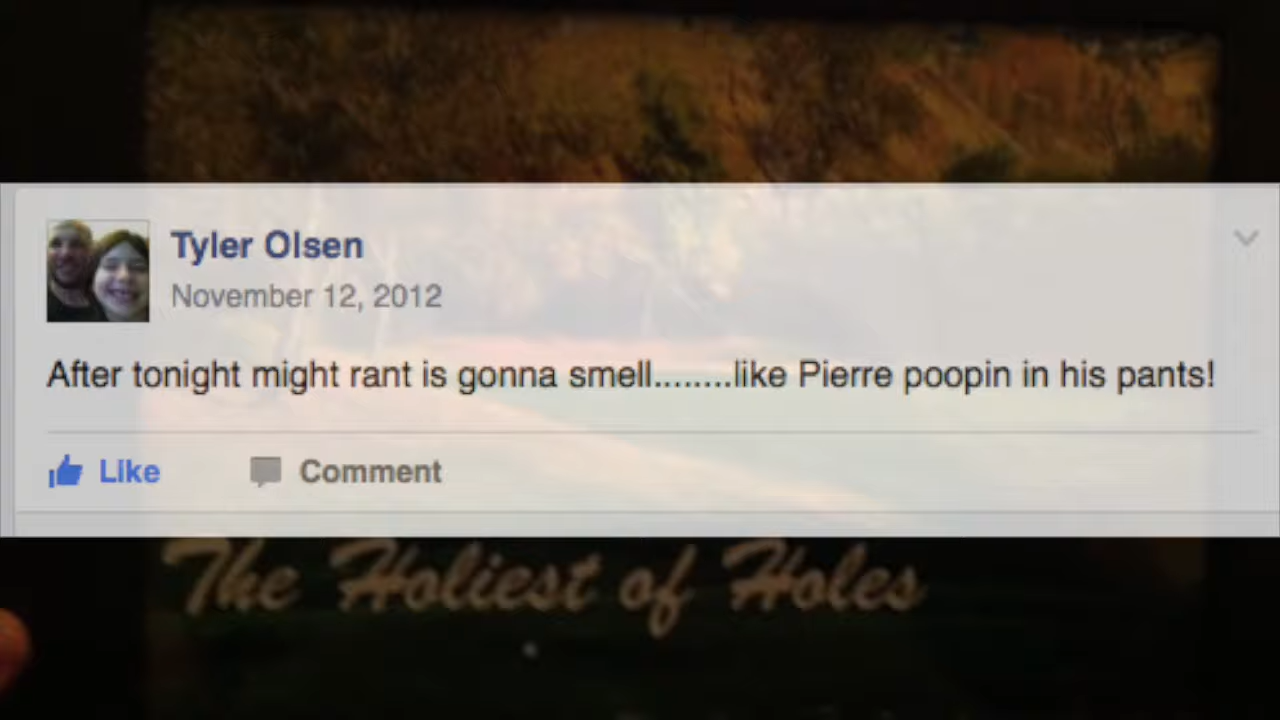 Tyler Olsen
November 12, 2012
After tonight might rant is gonna smell........like Pierre poopin in his pants!
Like Comment
The Holiest of Holes